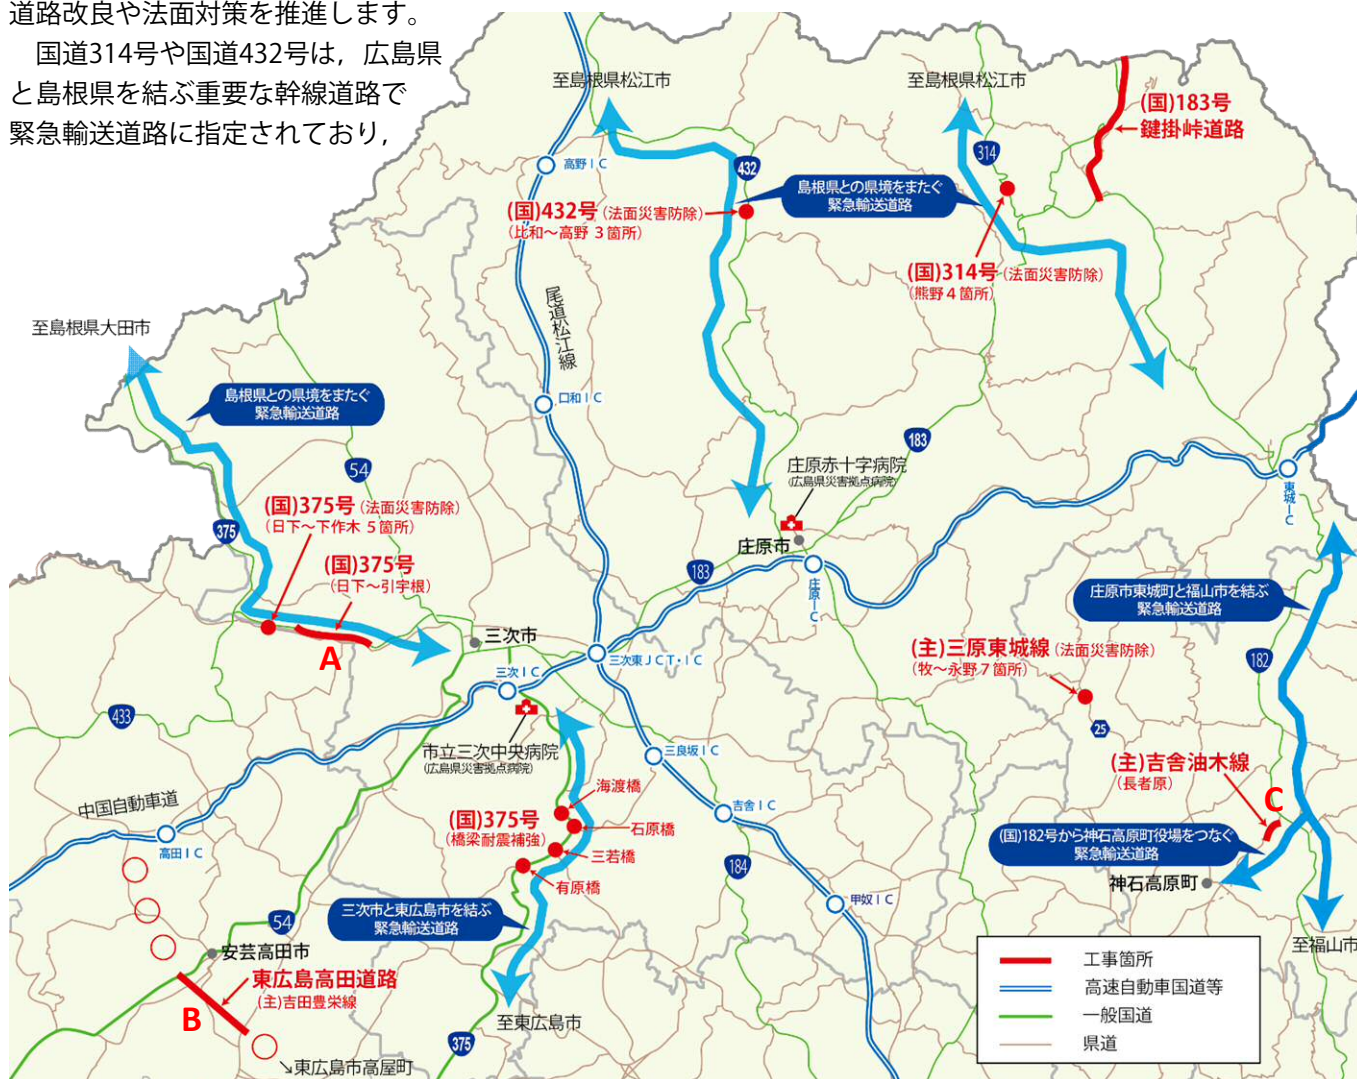 道路改良や法面対策を推進します。
国道314号や国道432号は，広島県
と島根県を結ぶ重要な幹線道路で
緊急輸送道路に指定されており，
至島根県松江市
至島根県松江市
(国)183号
鍵掛峠道路
314
高野ＩＣ
432
島根県との県境をまたぐ
緊急輸送道路
(国)432号(法面災害防除)
(比和～高野 3箇所)
(国)314号(法面災害防除)
(熊野4箇所)
尾道松江線
至島根県大田市
島根県との県境をまたぐ
緊急輸送道路
口和ＩＣ
183
54
庄原赤十字病院
(広島県災害拠点病院)
東城ＩＣ
(国)375号(法面災害防除)
(日下～下作木 5箇所)
375
庄原市
(国)375号
(日下～引宇根)
183
庄原ＩＣ
庄原市東城町と福山市を結ぶ
緊急輸送道路
三次市
A
三次東ＪＣＴ・ＩＣ
(主)三原東城線(法面災害防除)
(牧～永野7箇所)
182
三次ＩＣ
433
25
市立三次中央病院
(広島県災害拠点病院)
三良坂ＩＣ
(主)吉舎油木線
(長者原)
海渡橋
中国自動車道
吉舎ＩＣ
C
(国)375号
(橋梁耐震補強)
石原橋
(国)182号から神石高原町役場をつなぐ
緊急輸送道路
高田ＩＣ
三若橋
184
有原橋
神石高原町
甲奴ＩＣ
三次市と東広島市を結ぶ
緊急輸送道路
54
至福山市
安芸高田市
工事箇所
東広島高田道路
(主)吉田豊栄線
高速自動車国道等
B
一般国道
至東広島市
県道
375
↘東広島市高屋町